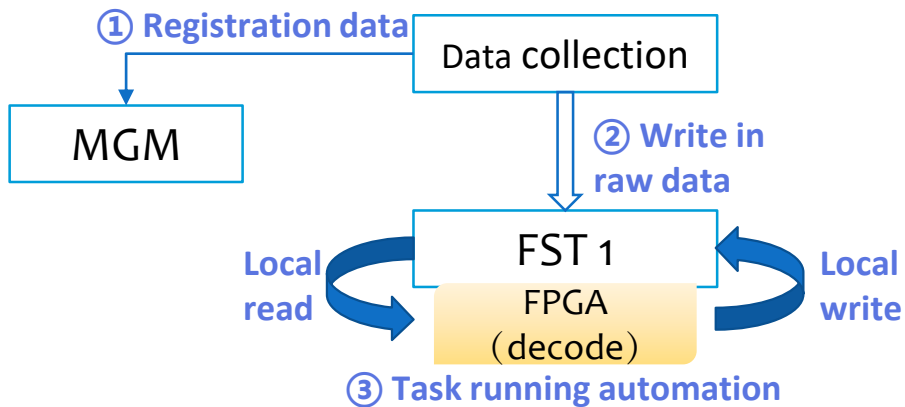 ① Registration data
Data collection
MGM
② Write in
raw data
FST 1
Local
read
FPGA
（decode）
Local
write
③ Task running automation